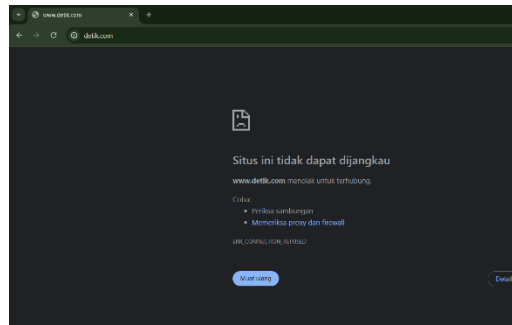 www.detik.com
detik.com
Situs ini tidak dapat dijangkau
www.detik.com menolak untuk terhubung.
Coba:
Periksa sambungan
Memeriksa proxy dan firewall
ERR_CONNECTION_REFUSED
Muat ulang
Detail